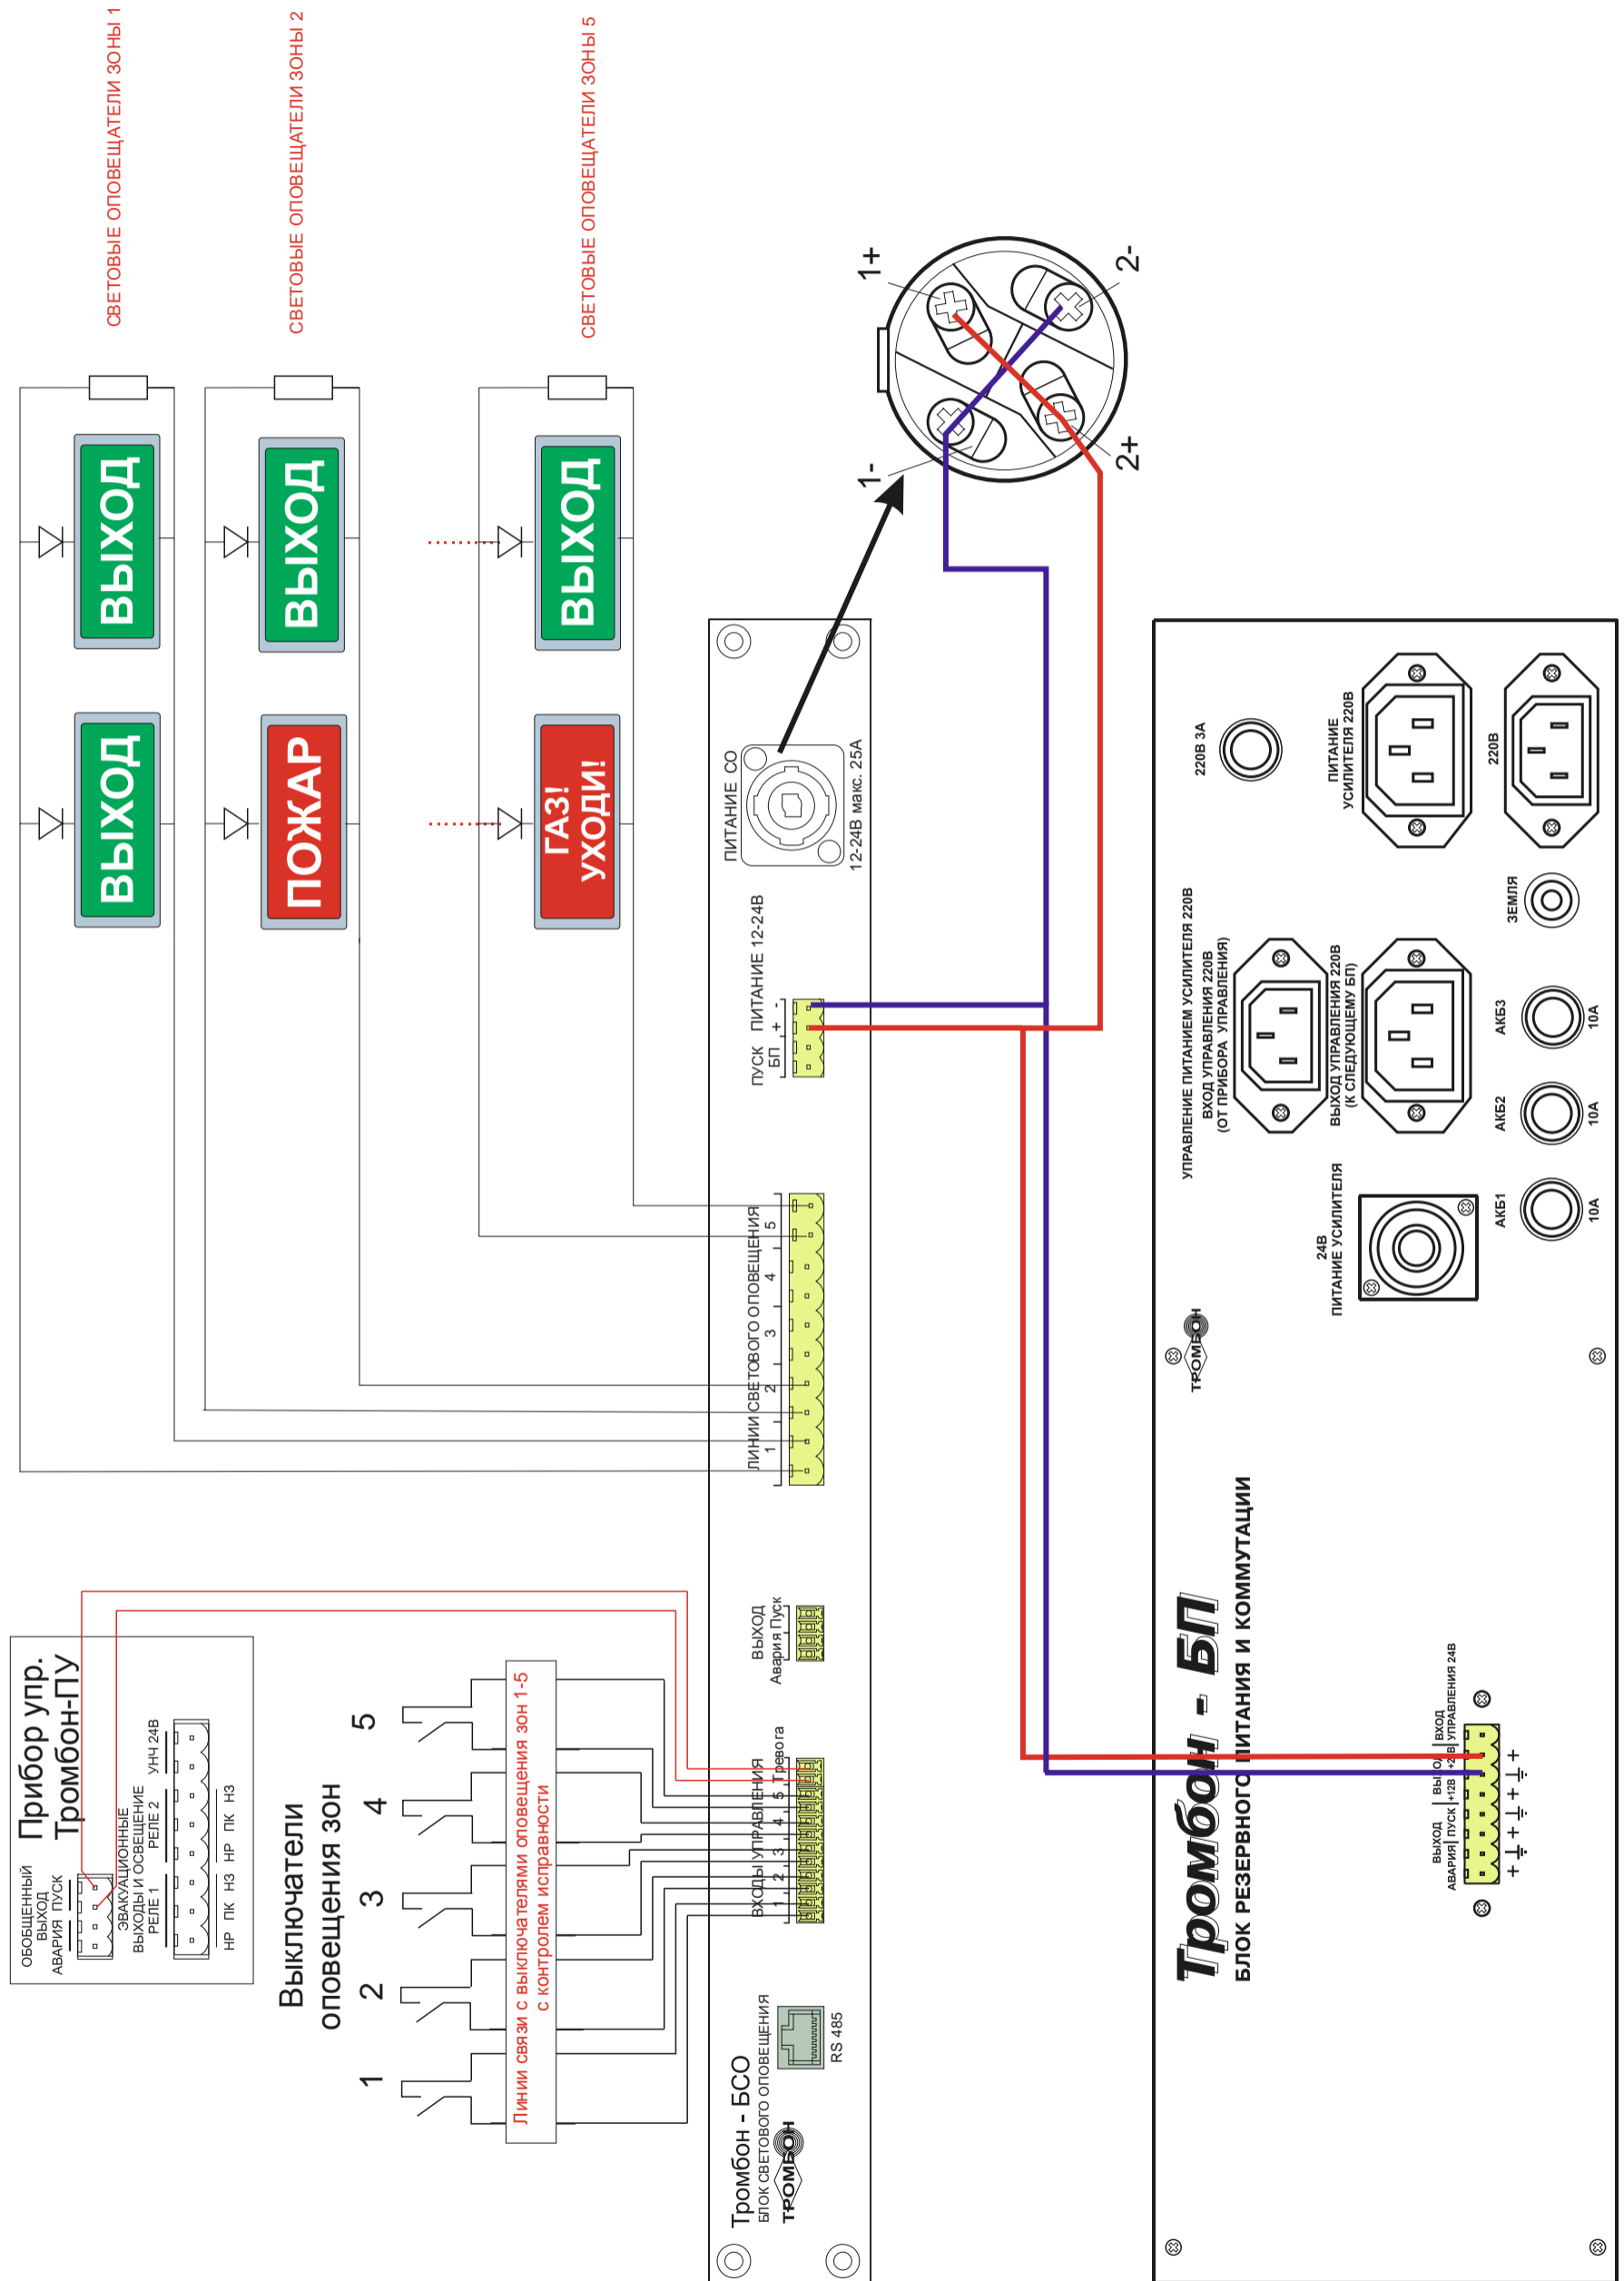 СВЕТОВЫЕ ОПОВЕЩАТЕЛИ ЗОНЫ 1
СВЕТОВЫЕ ОПОВЕЩАТЕЛИ ЗОНЫ 2
СВЕТОВЫЕ ОПОВЕЩАТЕЛИ ЗОНЫ 5
ВЫХОД
ВЫХОД
ПОЖАР
ВЫХОД
ГАЗ!
УХОДИ!
ВЫХОД
Прибор упр.
Тромбон-ПУ
ОБОБЩЕННЫЙ
ВЫХОД
АВАРИЯ ПУСК
ЭВАКУАЦИОННЫЕ
ВЫХОДЫ И ОСВЕЩЕНИЕ
РЕЛЕ 1 РЕЛЕ 2 УНЧ 24В
НР ПК НЗ НР ПК НЗ
Выключатели
оповещения зон
1 2 3 4 5
Линии связи с выключателями оповещения зон 1-5
с контролем исправности
Тромбон - БСО
БЛОК СВЕТОВОГО ОПОВЕЩЕНИЯ
ТРОМБОН
RS 485
ВХОДЫ УПРАВЛЕНИЯ
1 2 3 4 5 Тревога
ВЫХОД
Авария Пуск
ЛИНИИ СВЕТОВОГО ОПОВЕЩЕНИЯ
1 2 3 4 5
ПУСК ПИТАНИЕ 12-24В
БП + -
ПИТАНИЕ СО
12-24В макс. 25А
1- 1+
2+ 2-
Тромбон - БП
БЛОК РЕЗЕРВНОГО ПИТАНИЯ И КОММУТАЦИИ
ТРОМБОН
ВЫХОД | ВЫХОД | ВХОД
АВАРИЯ | ПУСК | +12В +24В УПРАВЛЕНИЯ 24В
+ + + +
24В
ПИТАНИЕ УСИЛИТЕЛЯ
УПРАВЛЕНИЕ ПИТАНИЕМ УСИЛИТЕЛЯ 220В
ВХОД УПРАВЛЕНИЯ 220В
(ОТ ПРИБОРА УПРАВЛЕНИЯ)
ВЫХОД УПРАВЛЕНИЯ 220В
(К СЛЕДУЮЩЕМУ БП)
220В 3А
ПИТАНИЕ
УСИЛИТЕЛЯ 220В
220В
АКБ1 АКБ2 АКБ3 ЗЕМЛЯ
10А 10А 10А